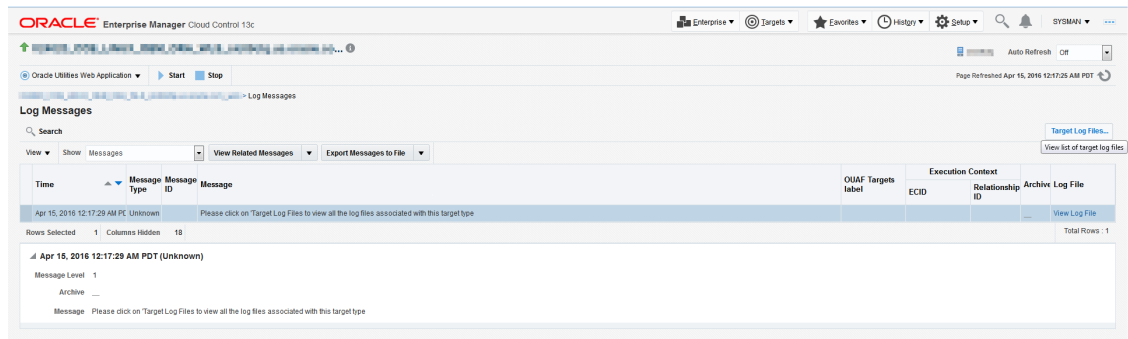 ORACLE Enterprise Manager Cloud Control 13c
Enterprise Targets Favorites History Setup SYSMAN
Auto Refresh Off
Oracle Utilities Web Application Start Stop
Page Refreshed Apr 15, 2016 12:17:25 AM PDT
> Log Messages
Log Messages
Search
Target Log Files...
View Show Messages View Related Messages Export Messages to File
View list of target log files
Time Message Type Message ID Message OUAF Targets label Execution Context ECID Relationship ID Archive Log File
Apr 15, 2016 12:17:29 AM PD Unknown Please click on 'Target Log Files to view all the log files associated with this target type __ View Log File
Rows Selected 1 Columns Hidden 18 Total Rows : 1
Apr 15, 2016 12:17:29 AM PDT (Unknown)
Message Level 1
Archive __
Message Please click on 'Target Log Files to view all the log files associated with this target type